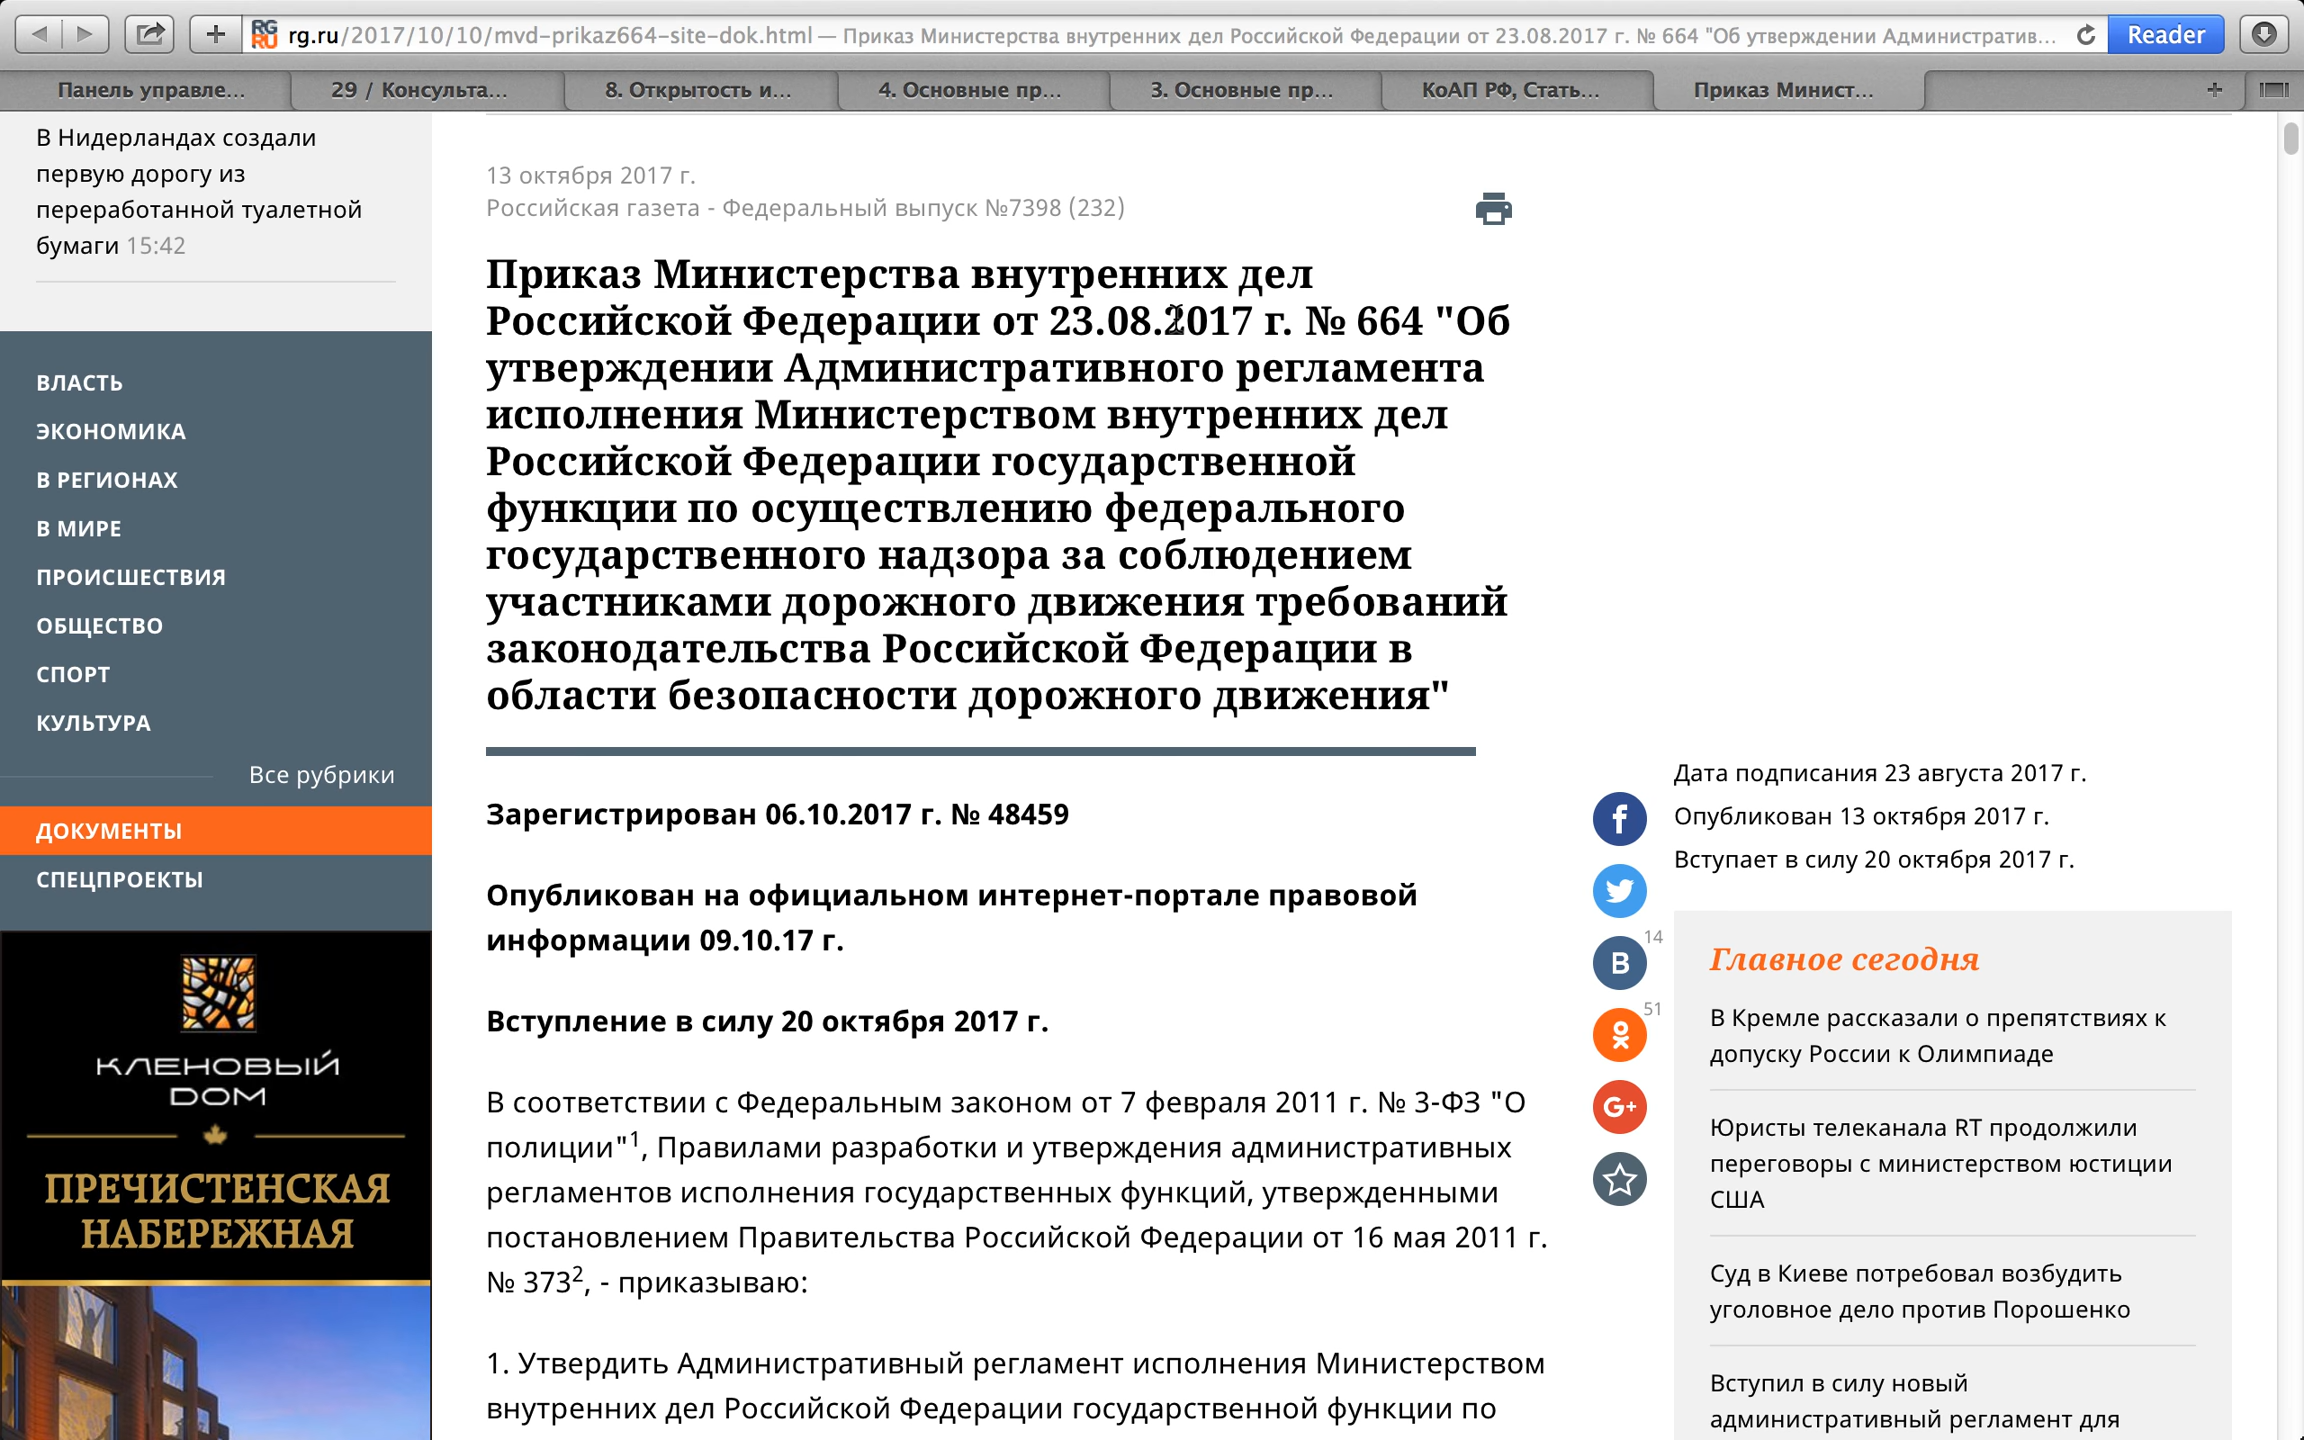 rg.ru/2017/10/10/mvd-prikaz664-site-dok.html — Приказ Министерства внутренних дел Российской Федерации от 23.08.2017 г. № 664 "Об утверждении Административ...
Reader
Панель управле...
29 / Консульта...
8. Открытость и...
4. Основные пр...
3. Основные пр...
КоАП РФ, Стать...
Приказ Минист...
В Нидерландах создали
первую дорогу из
переработанной туалетной
бумаги 15:42
ВЛАСТЬ
ЭКОНОМИКА
В РЕГИОНАХ
В МИРЕ
ПРОИСШЕСТВИЯ
ОБЩЕСТВО
СПОРТ
КУЛЬТУРА
Все рубрики
ДОКУМЕНТЫ
СПЕЦПРОЕКТЫ
КЛЕНОВЫЙ
DOM
ПРЕЧИСТЕНСКАЯ
НАБЕРЕЖНАЯ
13 октября 2017 г.
Российская газета - Федеральный выпуск №7398 (232)
Приказ Министерства внутренних дел
Российской Федерации от 23.08.2017 г. № 664 "Об
утверждении Административного регламента
исполнения Министерством внутренних дел
Российской Федерации государственной
функции по осуществлению федерального
государственного надзора за соблюдением
участниками дорожного движения требований
законодательства Российской Федерации в
области безопасности дорожного движения"
Зарегистрирован 06.10.2017 г. № 48459
Опубликован на официальном интернет-портале правовой
информации 09.10.17 г.
Вступление в силу 20 октября 2017 г.
В соответствии с Федеральным законом от 7 февраля 2011 г. № 3-ФЗ "О
полиции"1, Правилами разработки и утверждения административных
регламентов исполнения государственных функций, утвержденными
постановлением Правительства Российской Федерации от 16 мая 2011 г.
№ 3732, - приказываю:
1. Утвердить Административный регламент исполнения Министерством
внутренних дел Российской Федерации государственной функции по
14
51
Дата подписания 23 августа 2017 г.
Опубликован 13 октября 2017 г.
Вступает в силу 20 октября 2017 г.
Главное сегодня
В Кремле рассказали о препятствиях к
допуску России к Олимпиаде
Юристы телеканала RT продолжили
переговоры с министерством юстиции
США
Суд в Киеве потребовал возбудить
уголовное дело против Порошенко
Вступил в силу новый
административный регламент для